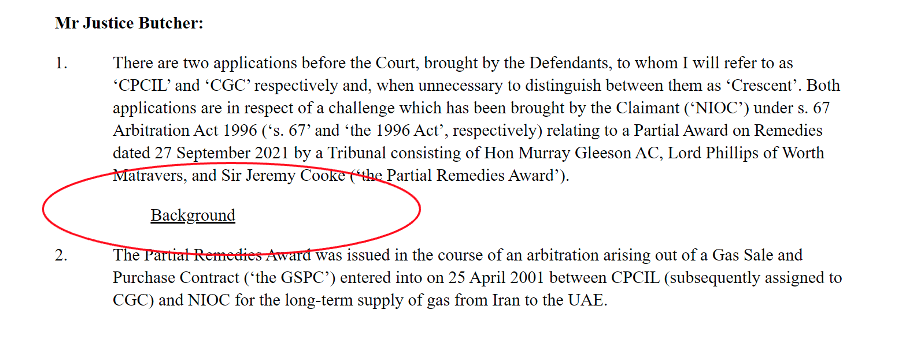 Mr Justice Butcher:
1. There are two applications before the Court, brought by the Defendants, to whom I will refer to as
‘CPCIL’ and ‘CGC’ respectively and, when unnecessary to distinguish between them as ‘Crescent’. Both
applications are in respect of a challenge which has been brought by the Claimant (‘NIOC’) under s. 67
Arbitration Act 1996 (‘s. 67’ and ‘the 1996 Act’, respectively) relating to a Partial Award on Remedies
dated 27 September 2021 by a Tribunal consisting of Hon Murray Gleeson AC, Lord Phillips of Worth
Matravers, and Sir Jeremy Cooke (‘the Partial Remedies Award’).
Background
2. The Partial Remedies Award was issued in the course of an arbitration arising out of a Gas Sale and
Purchase Contract (‘the GSPC’) entered into on 25 April 2001 between CPCIL (subsequently assigned to
CGC) and NIOC for the long-term supply of gas from Iran to the UAE.